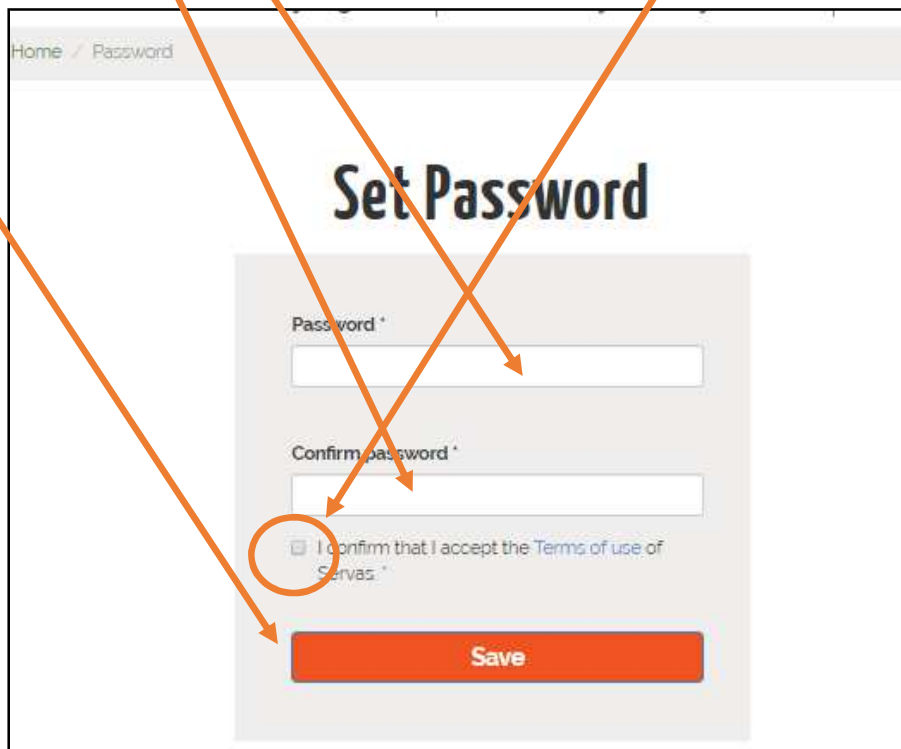 Home / Password
Set Password
Password *
Confirm password *
I confirm that I accept the Terms of use of
Servas. *
Save